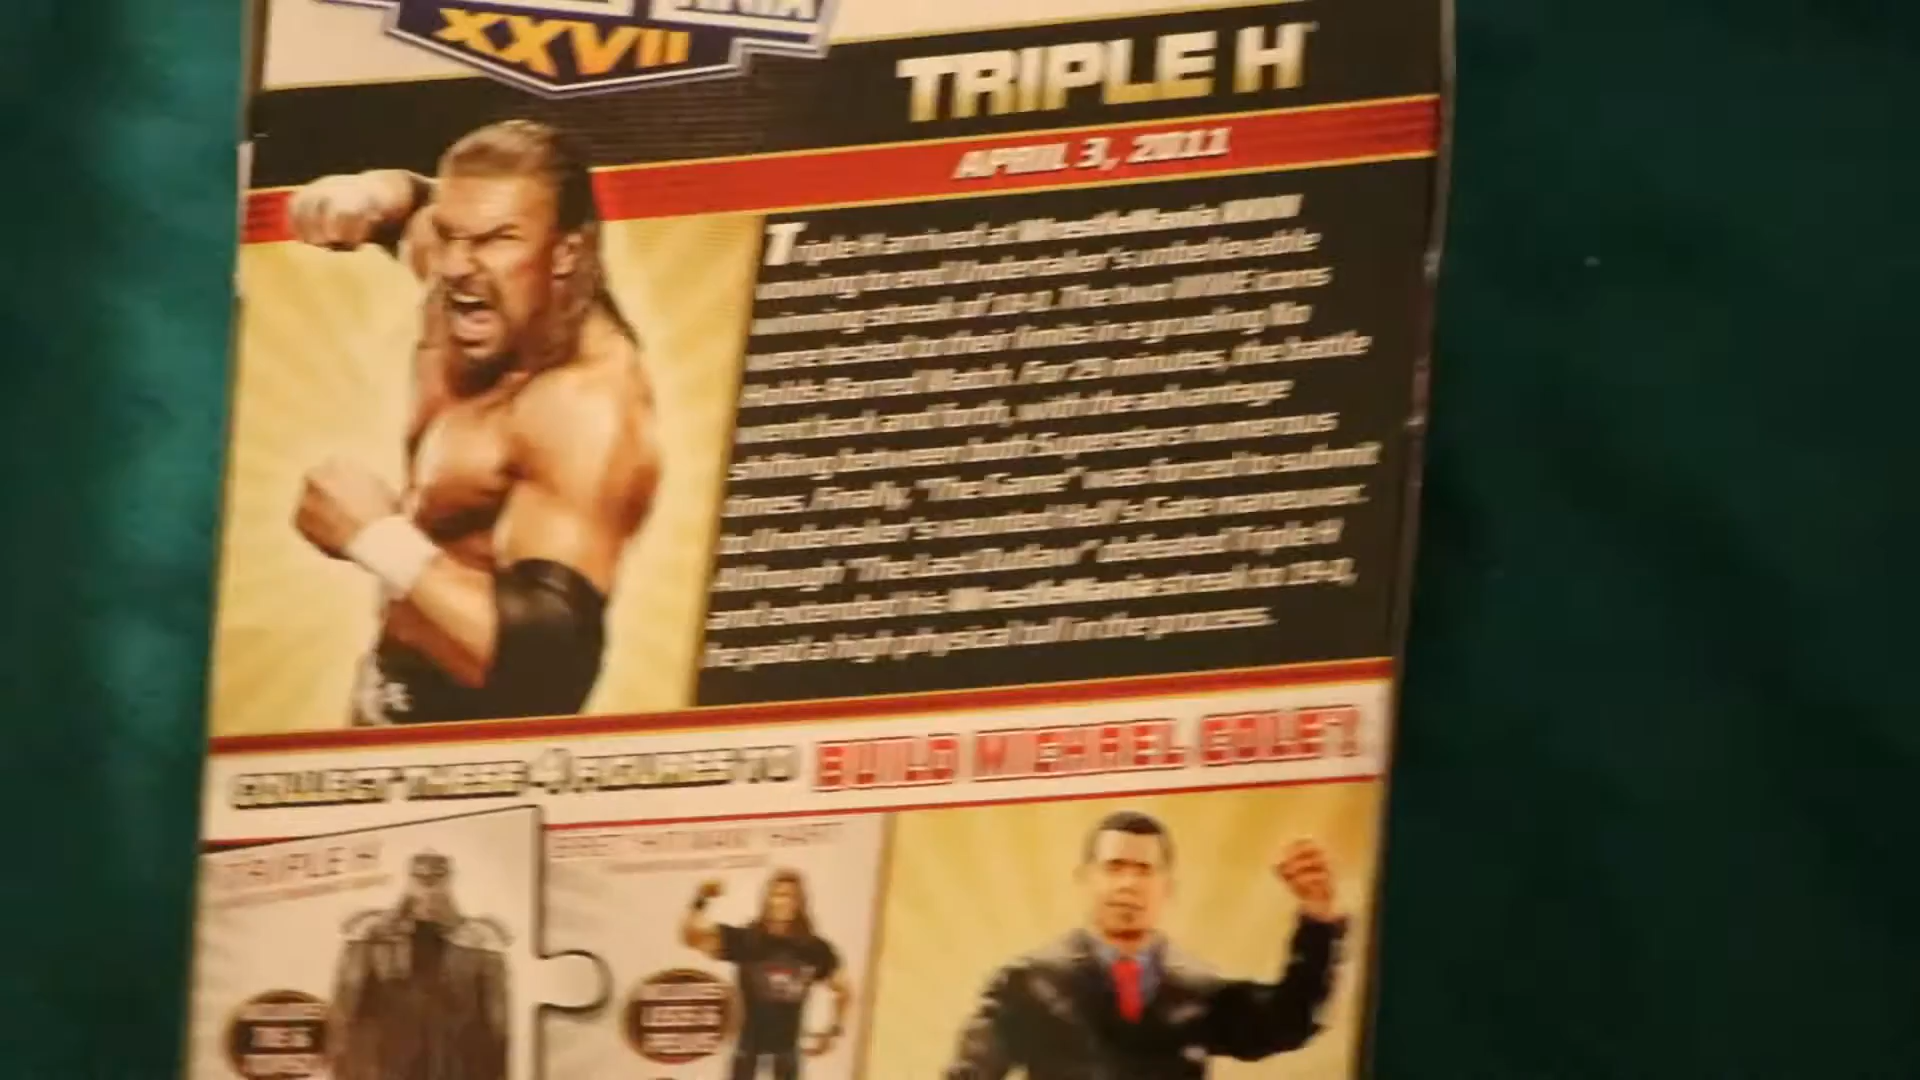 XXVII
TRIPLE H
APRIL 3, 2011
Triple H arrived at WrestleMania XXVII
vowing to end Undertaker's unbelievable
winning streak of 18-0. The two WWE icons
were tested to their limits in a grueling No
Holds Barred Match. For 29 minutes, the battle
went back and forth, with the advantage
shifting between both Superstars numerous
times. Finally, "The Game" was forced to submit
to Undertaker's vaunted Hell's Gate maneuver.
Although "The Last Outlaw" defeated Triple H
and extended his WrestleMania streak to 19-0,
he paid a high physical toll in the process.
COLLECT THESE 4 FIGURES TO BUILD MICHAEL COLE!
TRIPLE H
BRET "HITMAN" HART
INCLUDES
INCLUDES
LEGS &